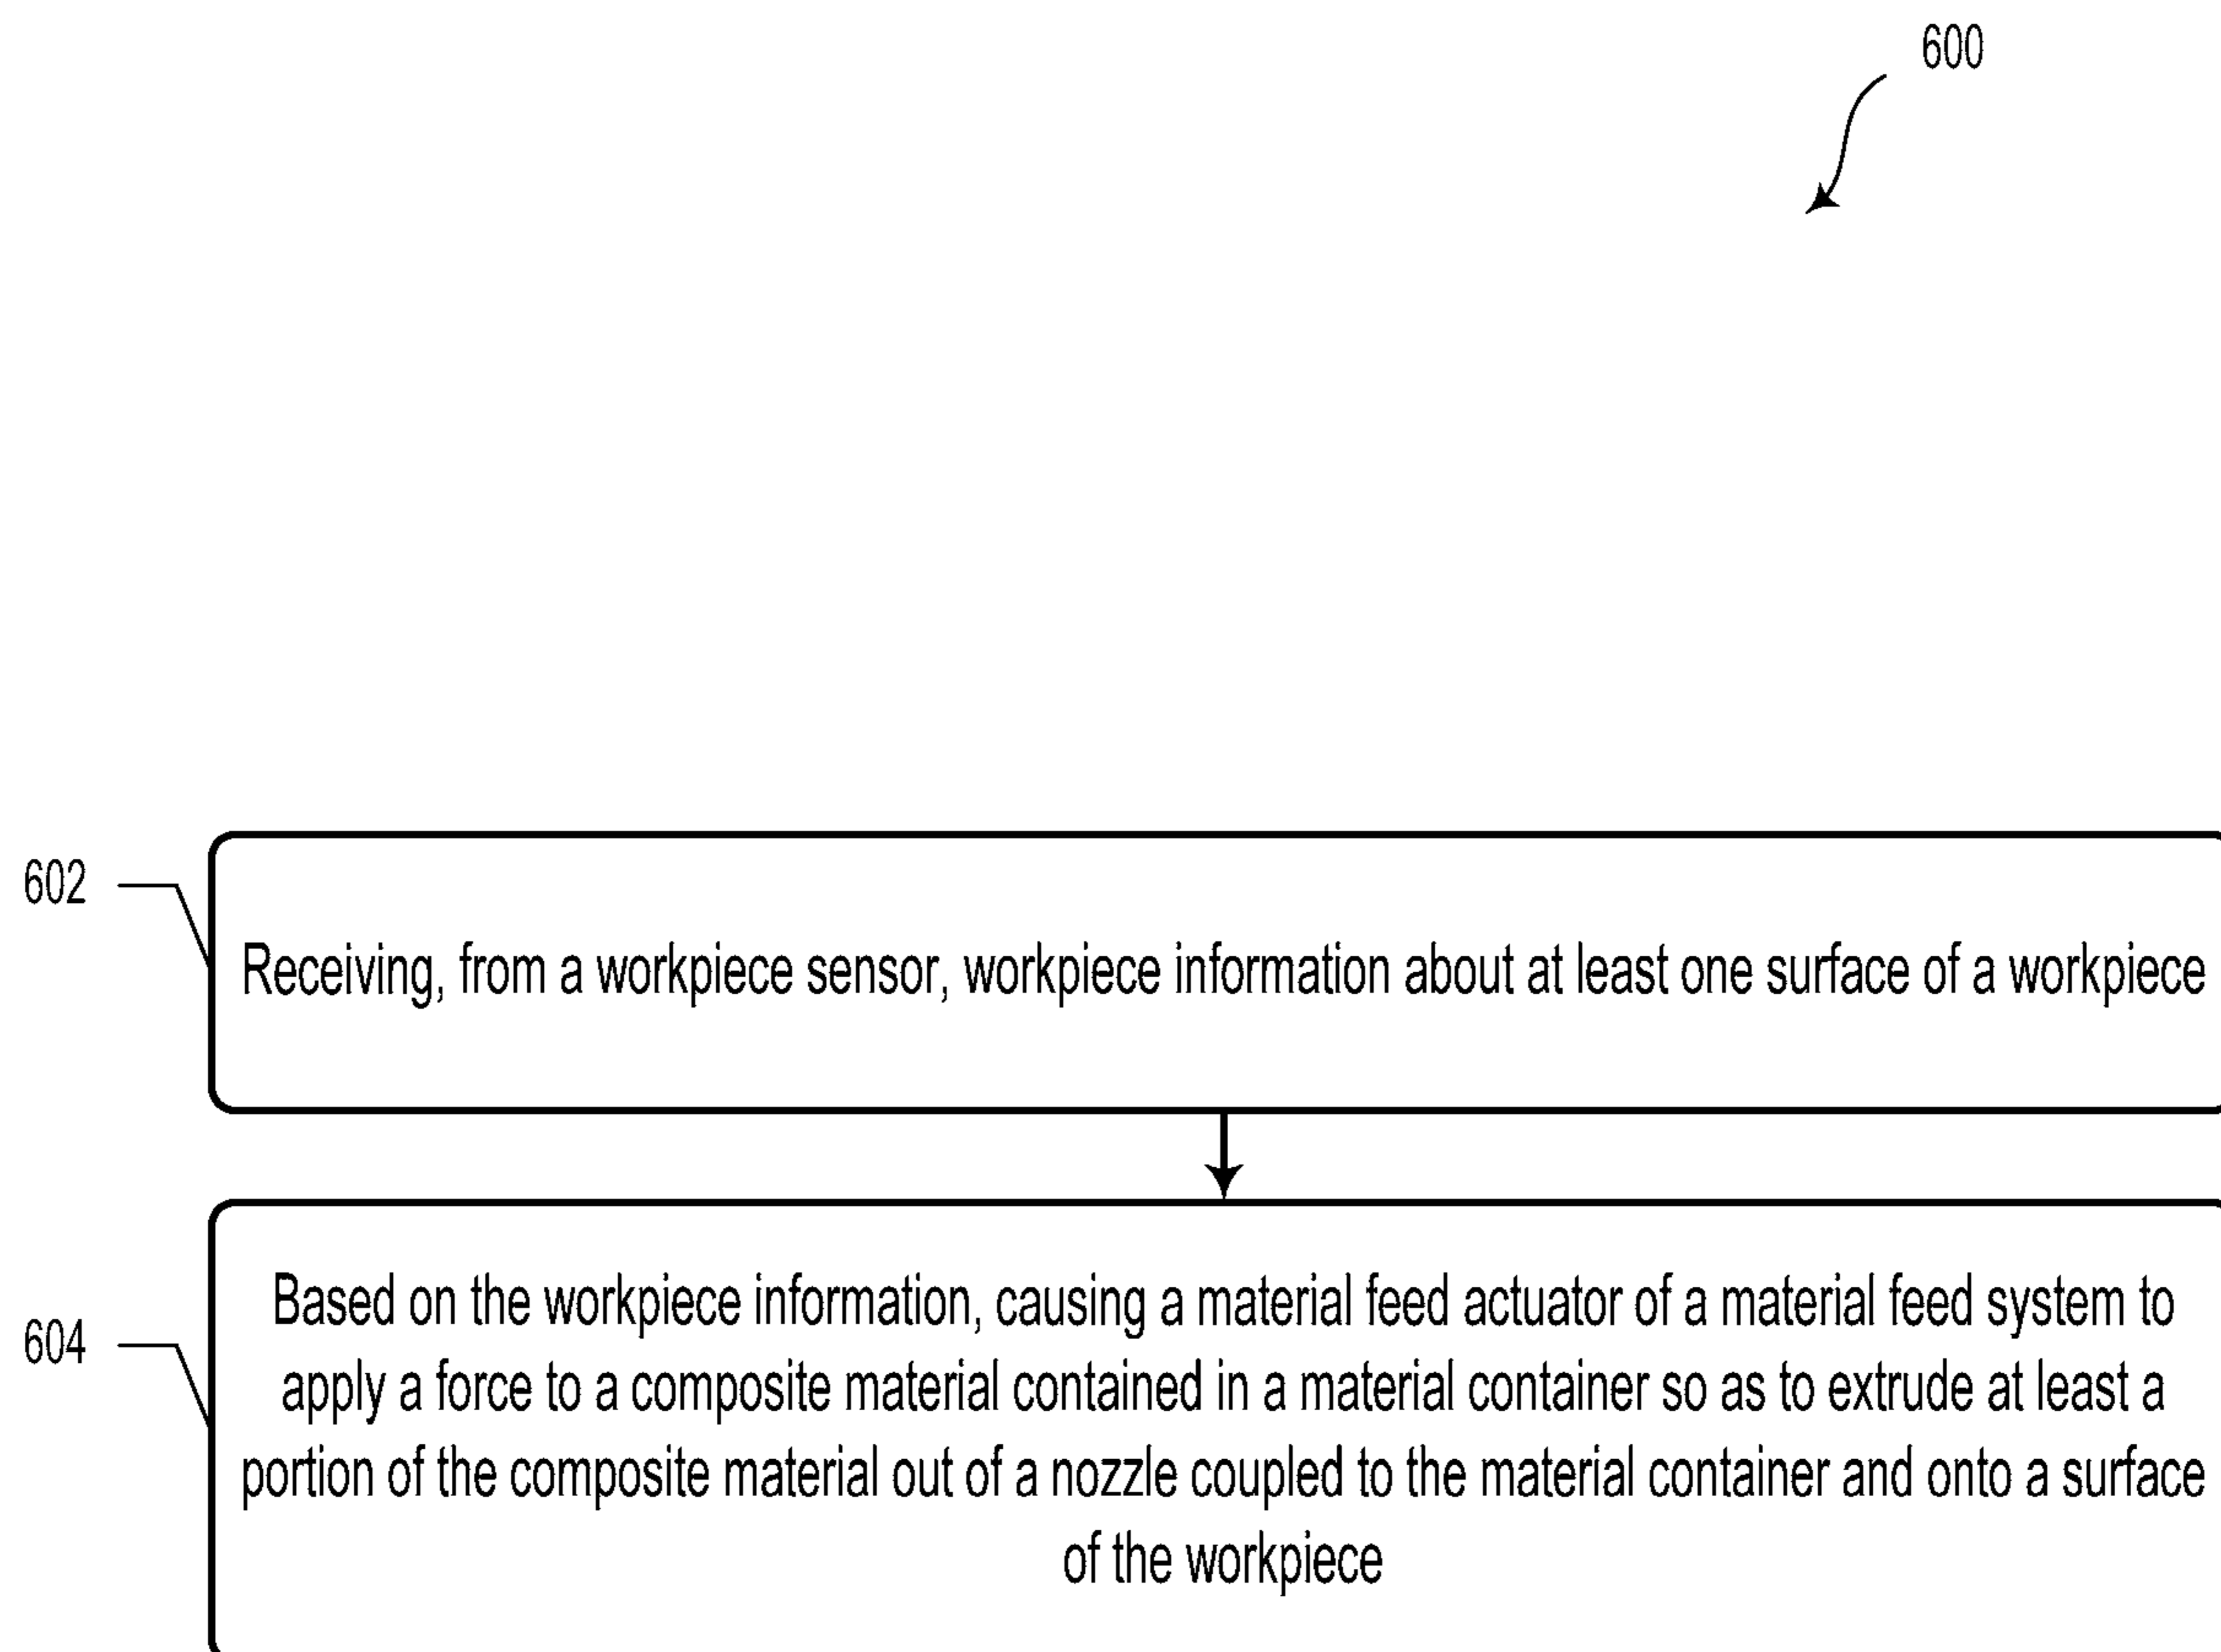 600
602
Receiving, from a workpiece sensor, workpiece information about at least one surface of a workpiece
604
Based on the workpiece information, causing a material feed actuator of a material feed system to
apply a force to a composite material contained in a material container so as to extrude at least a
portion of the composite material out of a nozzle coupled to the material container and onto a surface
of the workpiece